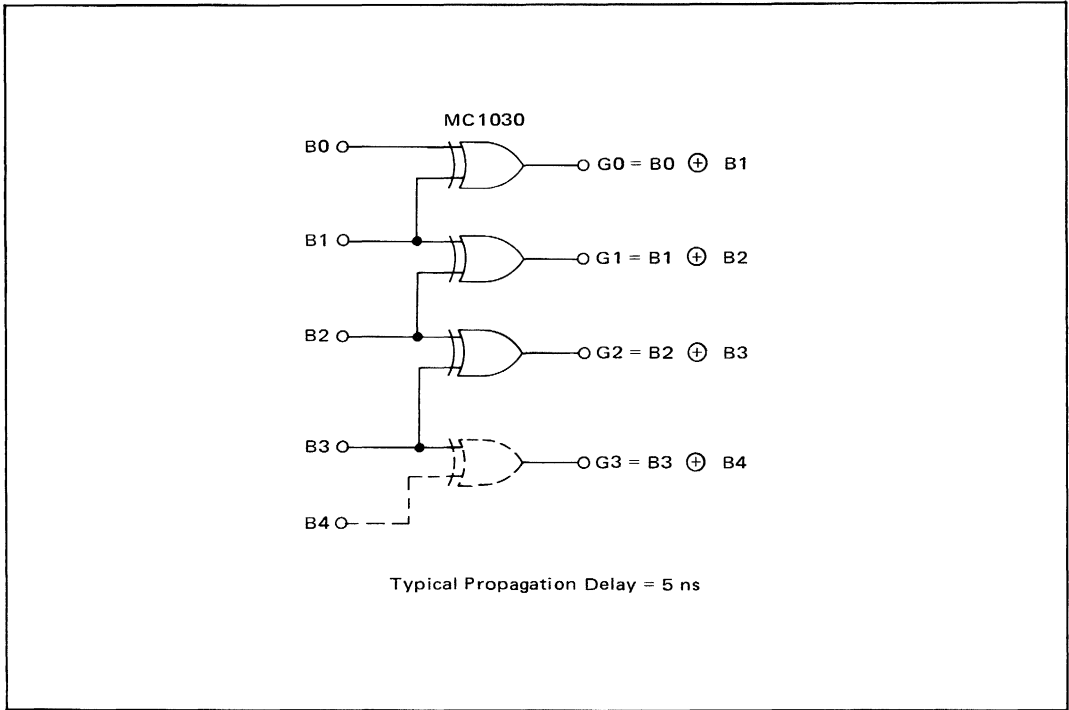 MC1030
B0
G0 = B0 ⊕ B1
B1
G1 = B1 ⊕ B2
B2
G2 = B2 ⊕ B3
B3
G3 = B3 ⊕ B4
B4
Typical Propagation Delay = 5 ns